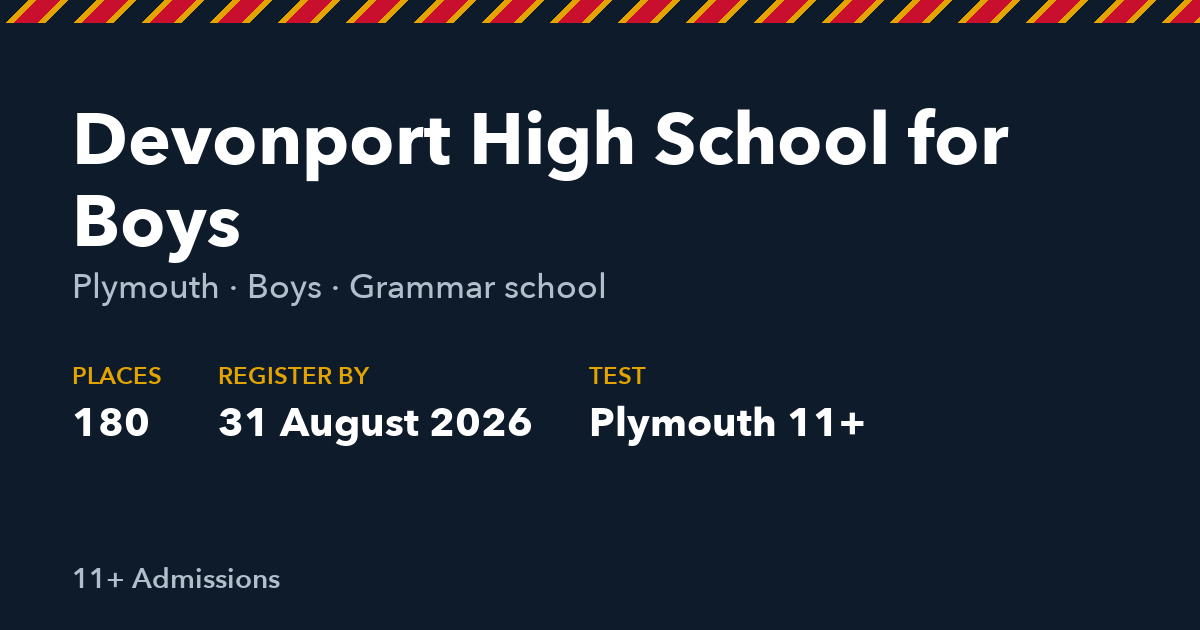 Devonport High School for
Boys
Plymouth · Boys · Grammar school
PLACES
180
REGISTER BY
31 August 2026
TEST
Plymouth 11+
11+ Admissions